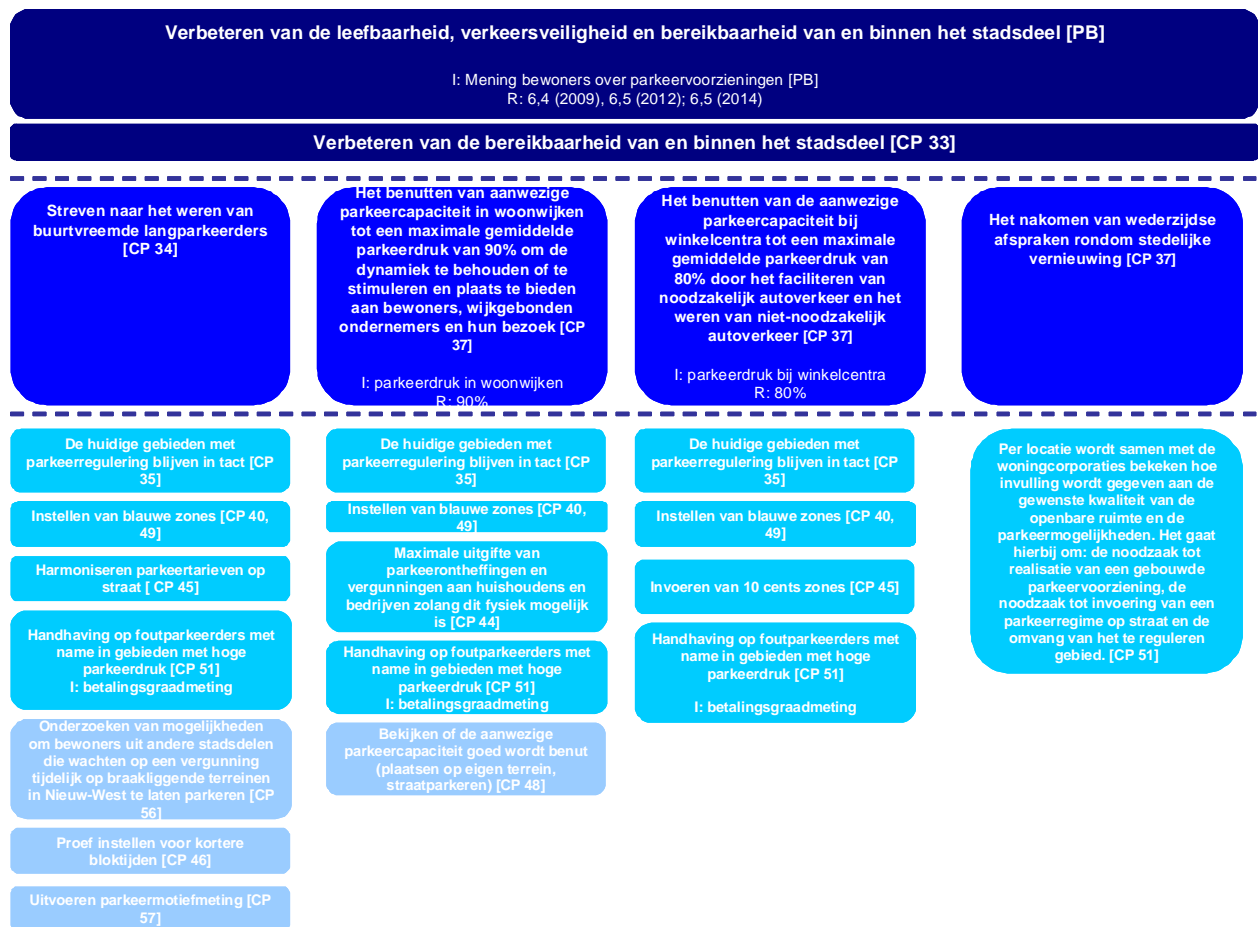 Verbeteren van de leefbaarheid, verkeersveiligheid en bereikbaarheid van en binnen het stadsdeel [PB]
I: Mening bewoners over parkeervoorzieningen [PB]
R: 6,4 (2009), 6,5 (2012); 6,5 (2014)
Verbeteren van de bereikbaarheid van en binnen het stadsdeel [CP 33]
Streven naar het weren van
buurtvreemde langparkeerders
[CP 34]
Het benutten van aanwezige
parkeercapaciteit in woonwijken
tot een maximale gemiddelde
parkeerdruk van 90% om de
dynamiek te behouden of te
stimuleren en plaats te bieden
aan bewoners, wijkgebonden
ondernemers en hun bezoek [CP
37]
I: parkeerdruk in woonwijken
R: 90%
Het benutten van de aanwezige
parkeercapaciteit bij
winkelcentra tot een maximale
gemiddelde parkeerdruk van
80% door het faciliteren van
noodzakelijk autoverkeer en het
weren van niet-noodzakelijk
autoverkeer [CP 37]
I: parkeerdruk bij winkelcentra
R: 80%
Het nakomen van wederzijdse
afspraken rondom stedelijke
vernieuwing [CP 37]
De huidige gebieden met
parkeerregulering blijven in tact [CP
35]
Instellen van blauwe zones [CP 40,
49]
Harmoniseren parkeertarieven op
straat [ CP 45]
Handhaving op foutparkeerders met
name in gebieden met hoge
parkeerdruk [CP 51]
I: betalingsgraadmeting
Onderzoeken van mogelijkheden
om bewoners uit andere stadsdelen
die wachten op een vergunning
tijdelijk op braakliggende terreinen
in Nieuw-West te laten parkeren [CP
56]
Proef instellen voor kortere
bloktijden [CP 46]
Uitvoeren parkeermotiefmeting [CP
57]
De huidige gebieden met
parkeerregulering blijven in tact [CP
35]
Instellen van blauwe zones [CP 40,
49]
Maximale uitgifte van
parkeerontheffingen en
vergunningen aan huishoudens en
bedrijven zolang dit fysiek mogelijk
is [CP 44]
Handhaving op foutparkeerders met
name in gebieden met hoge
parkeerdruk [CP 51]
I: betalingsgraadmeting
Bekijken of de aanwezige
parkeercapaciteit goed wordt benut
(plaatsen op eigen terrein,
straatparkeren) [CP 48]
De huidige gebieden met
parkeerregulering blijven in tact [CP
35]
Instellen van blauwe zones [CP 40,
49]
Invoeren van 10 cents zones [CP 45]
Handhaving op foutparkeerders met
name in gebieden met hoge
parkeerdruk [CP 51]
I: betalingsgraadmeting
Per locatie wordt samen met de
woningcorporaties bekeken hoe
invulling wordt gegeven aan de
gewenste kwaliteit van de
openbare ruimte en de
parkeermogelijkheden. Het gaat
hierbij om: de noodzaak tot
realisatie van een gebouwde
parkeervoorziening, de
noodzaak tot invoering van een
parkeerregime op straat en de
omvang van het te reguleren
gebied. [CP 51]